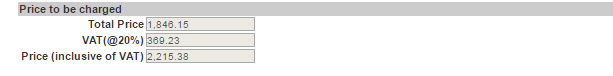 Price to be charged
Total Price 1,846.15
VAT(@20%) 369.23
Price (inclusive of VAT) 2,215.38